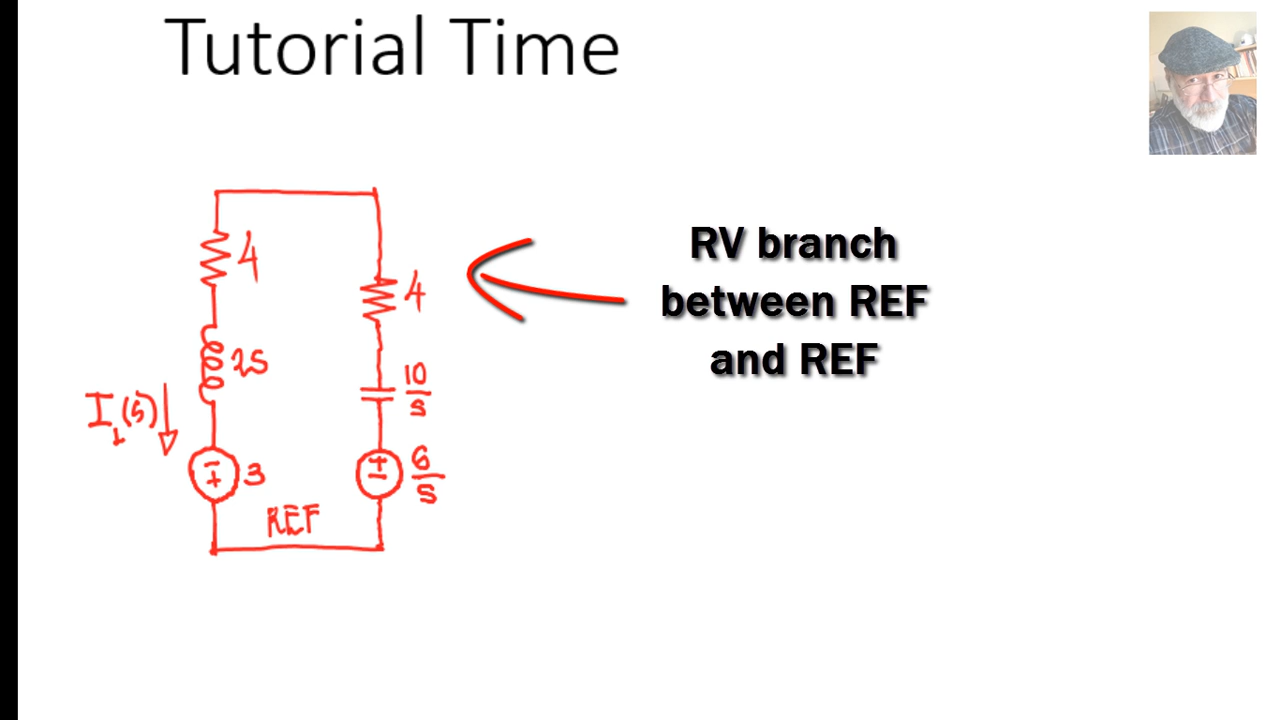 Tutorial Time
RV branch
between REF
and REF
4
4
2S
10
s
I₁(s)
- +
3
+ -
6
s
REF